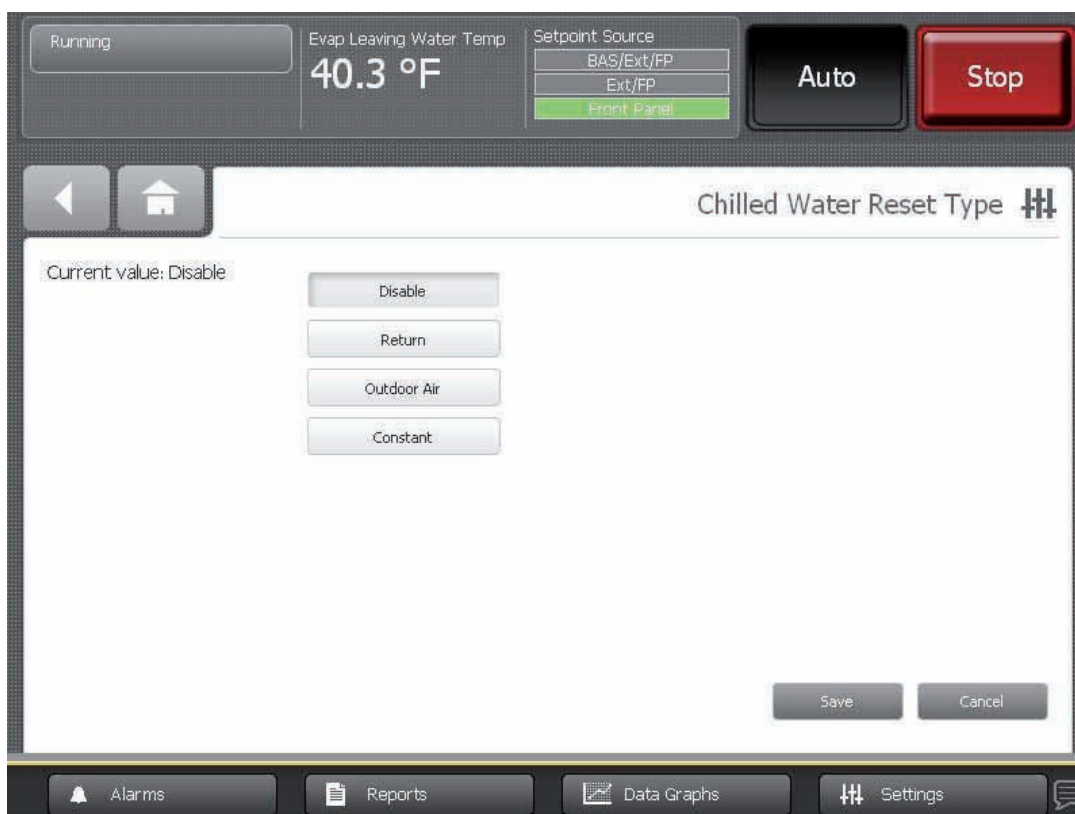 Running
Evap Leaving Water Temp
40.3 °F
Setpoint Source
BAS/Ext/FP
Ext/FP
Front Panel
Auto
Stop
Chilled Water Reset Type
Current value: Disable
Disable
Return
Outdoor Air
Constant
Save
Cancel
Alarms
Reports
Data Graphs
Settings